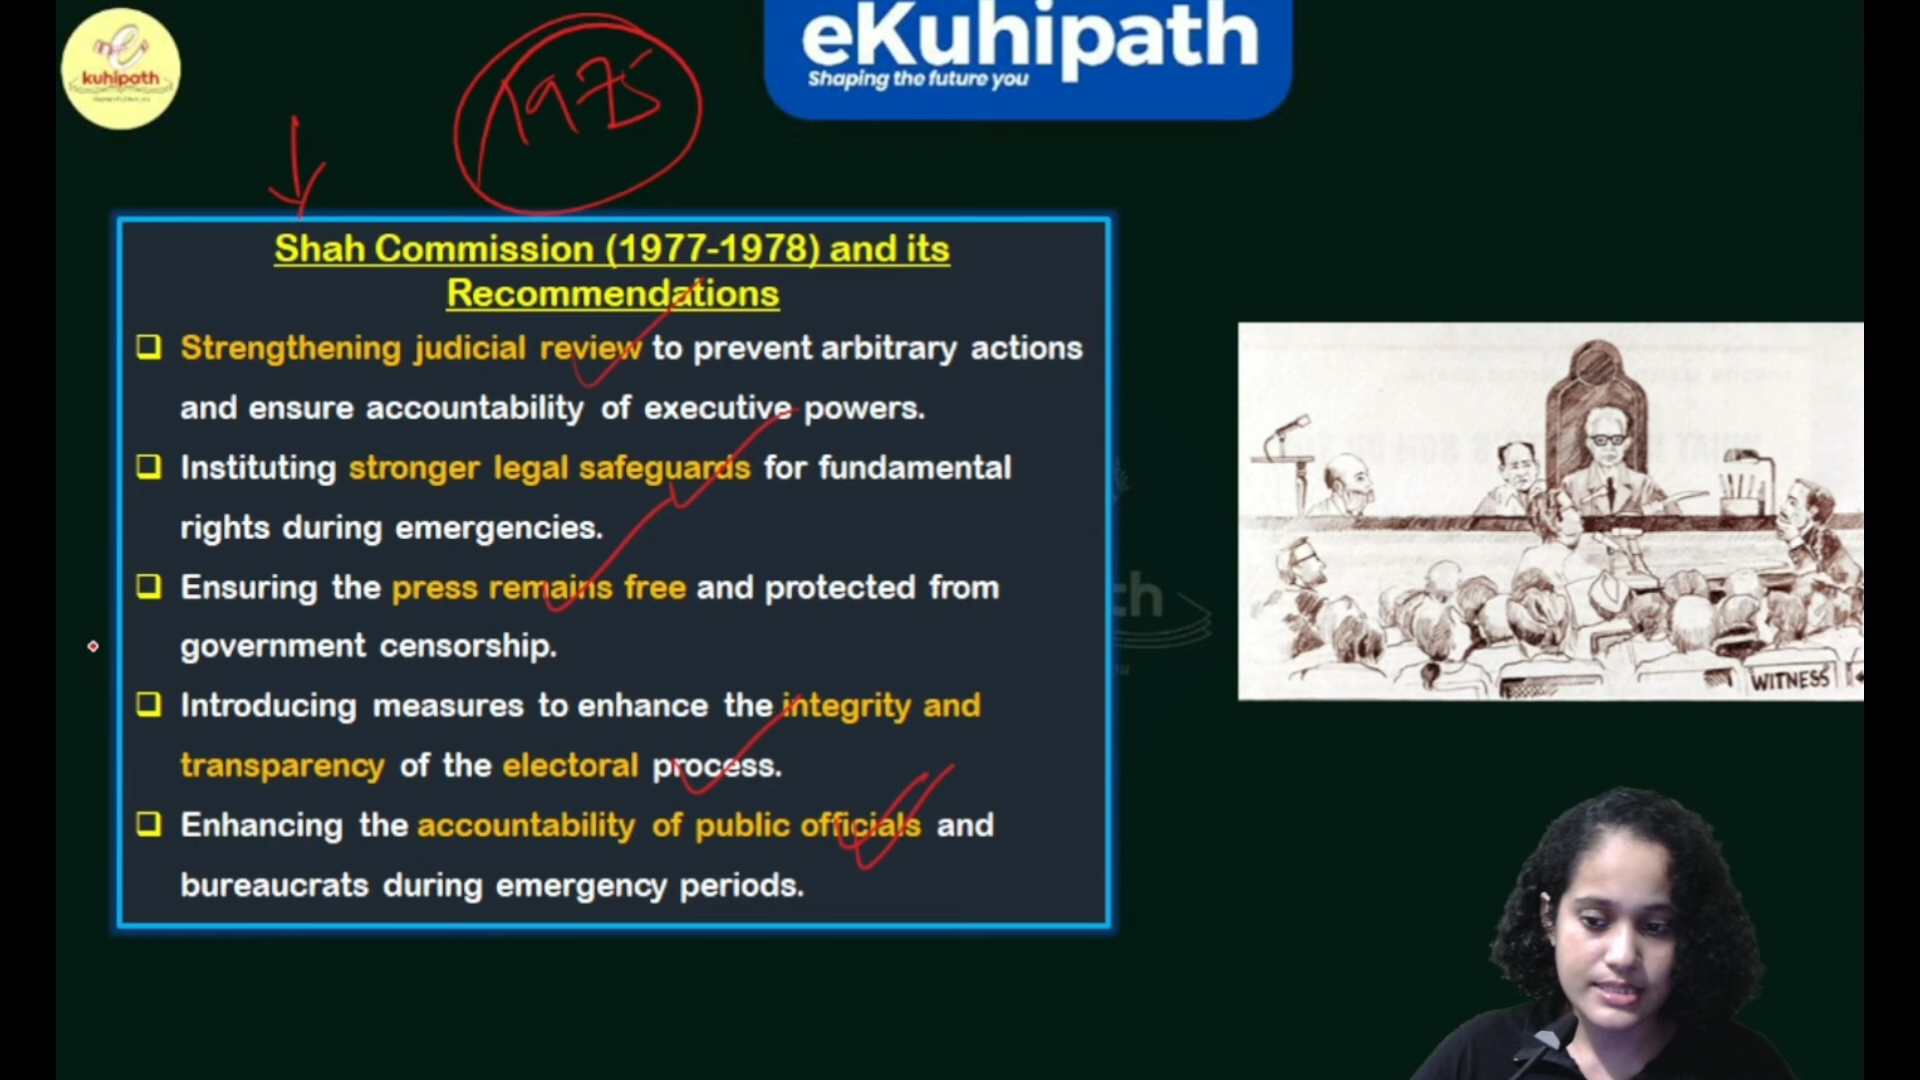 kuhipath
1975
eKuhipath
Shaping the future you
Shah Commission (1977-1978) and its
Recommendations
Strengthening judicial review to prevent arbitrary actions
and ensure accountability of executive powers.
Instituting stronger legal safeguards for fundamental
rights during emergencies.
Ensuring the press remains free and protected from
government censorship.
Introducing measures to enhance the integrity and
transparency of the electoral process.
Enhancing the accountability of public officials and
bureaucrats during emergency periods.
WITNESS